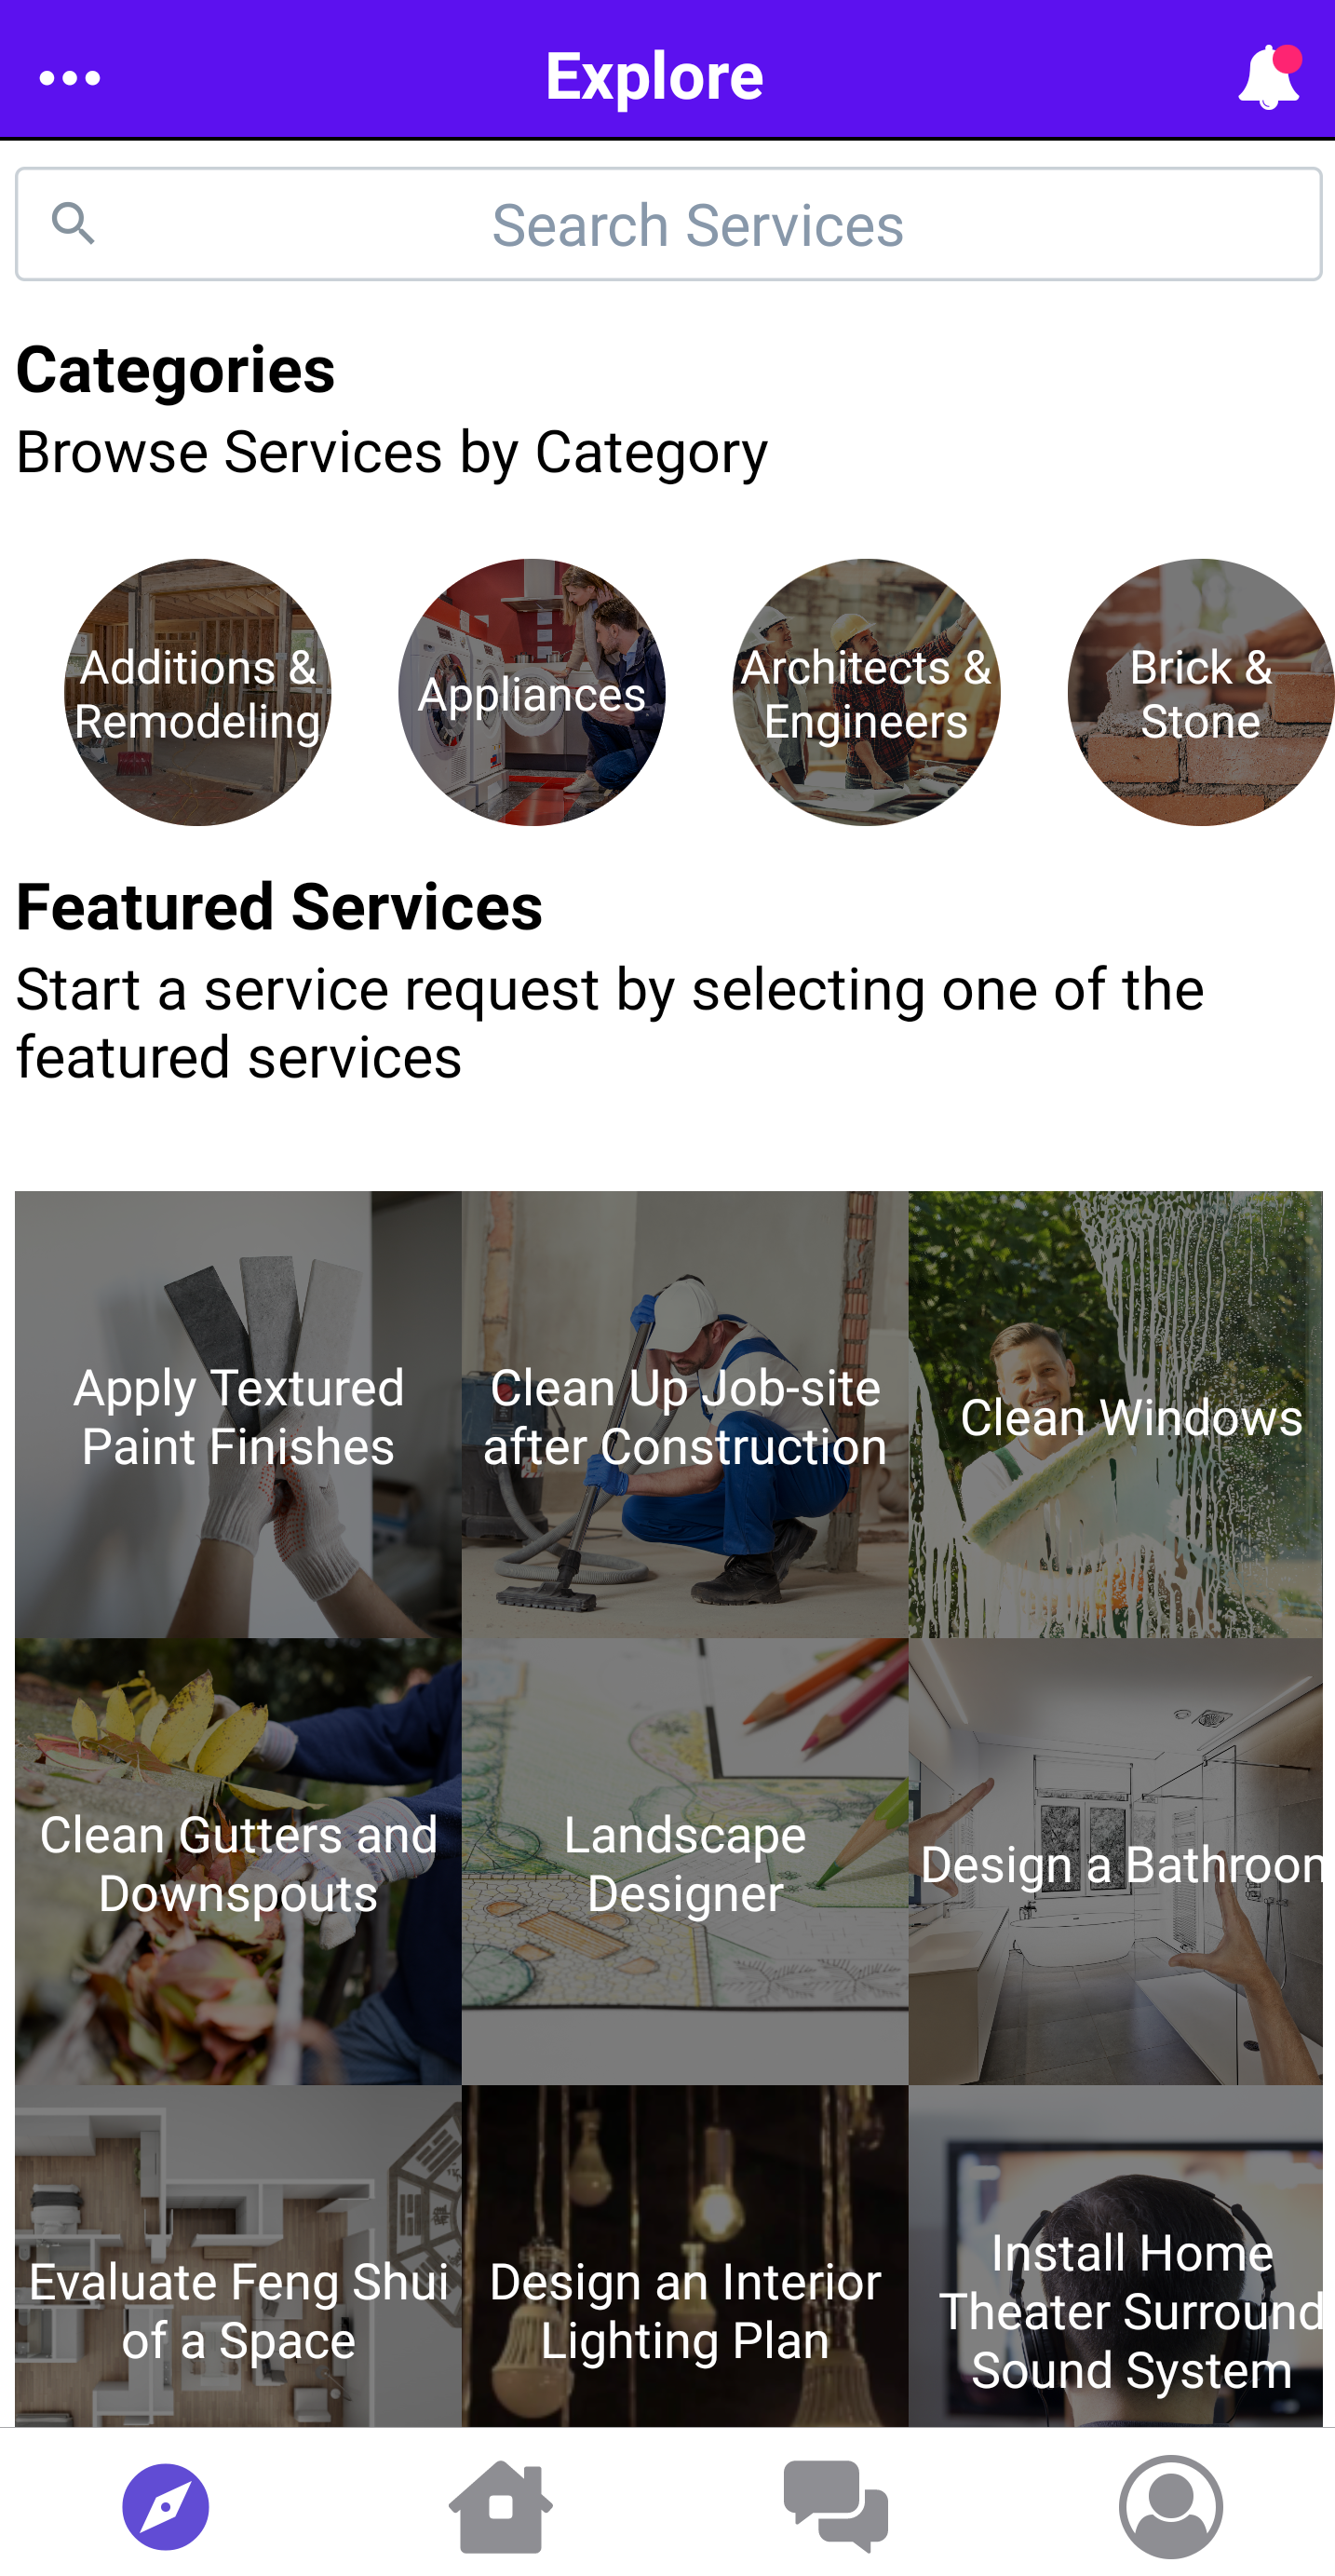 Explore
Search Services
Categories
Browse Services by Category
Additions &
Remodeling
Appliances
Architects &
Engineers
Brick &
Stone
Featured Services
Start a service request by selecting one of the
featured services
Apply Textured
Paint Finishes
Clean Up Job-site
after Construction
Clean Windows
Clean Gutters and
Downspouts
Landscape
Designer
Design a Bathroom
Evaluate Feng Shui
of a Space
Design an Interior
Lighting Plan
Install Home
Theater Surround
Sound System